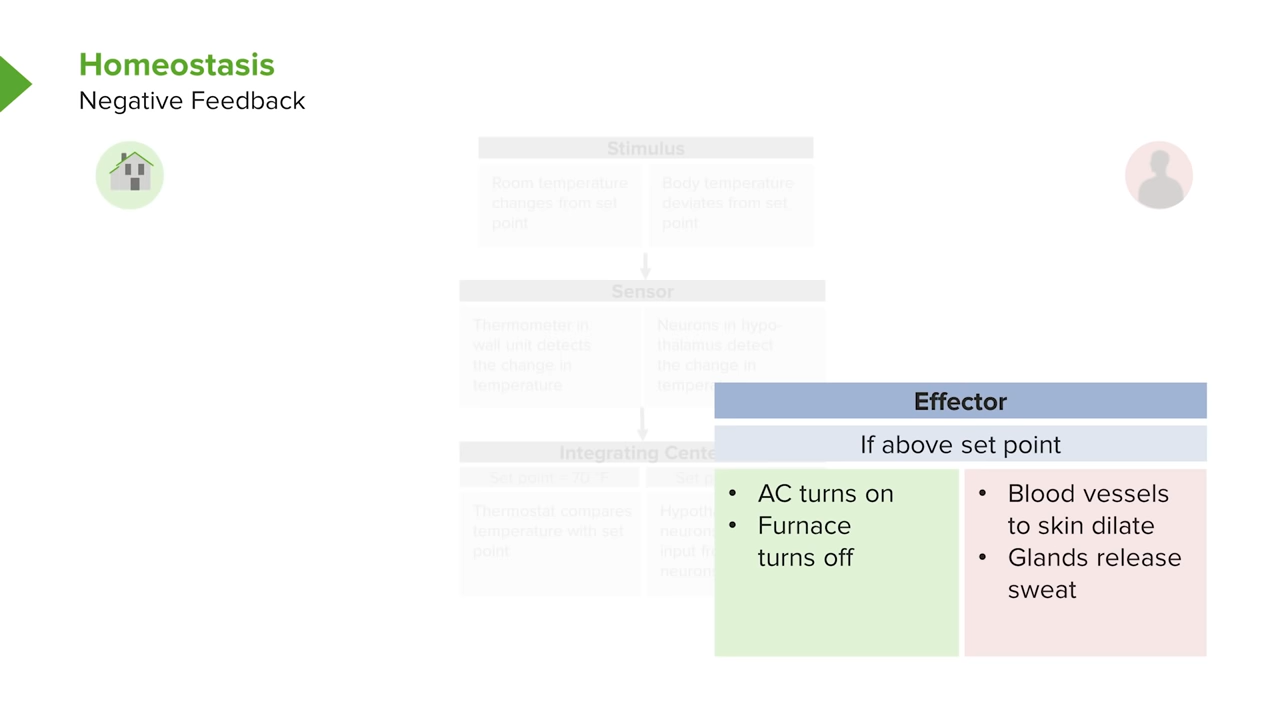 Homeostasis
Negative Feedback
Stimulus
Room temperature
changes from set
point
Body temperature
deviates from set
point
Sensor
Thermometer in
wall unit detects
the change in
temperature
Neurons in hypo-
thalamus detect
the change in
Integrating
Set point = 70 °F
Thermostat compares
temperature with set
point
Effector
If above set point
• AC turns on
• Furnace
turns off
• Blood vessels
to skin dilate
• Glands release
sweat